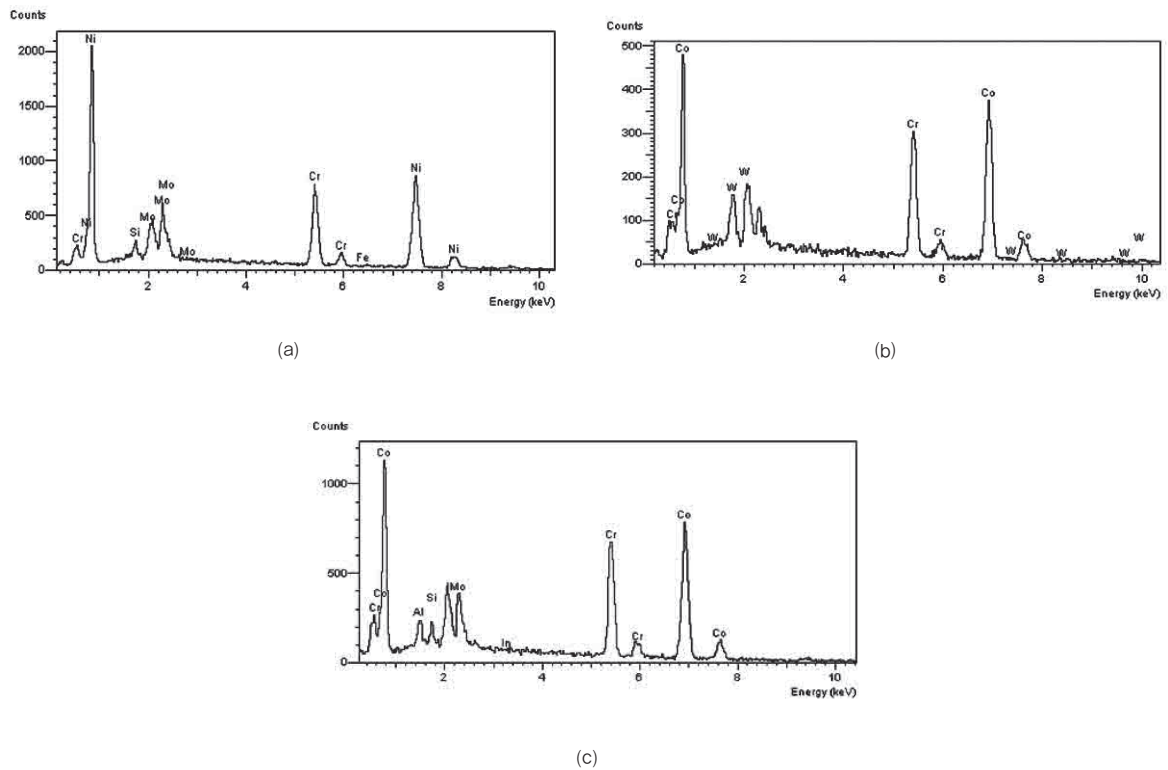 Counts
2000
1500
1000
500
0
Ni
Cr
Ni
Si
Mo
Mo
Mo
Mo
Cr
Cr
Fe
Ni
Ni
2
4
6
8
10
Energy (keV)
(a)
Counts
500
400
300
200
100
0
Co
Cr
Co
W
W
W
Cr
Cr
Co
W
Co
W
W
W
2
4
6
8
10
Energy (keV)
(b)
Counts
1000
500
0
Co
Cr
Co
Al
Si
Mo
In
Cr
Cr
Co
Co
2
4
6
8
10
Energy (keV)
(c)